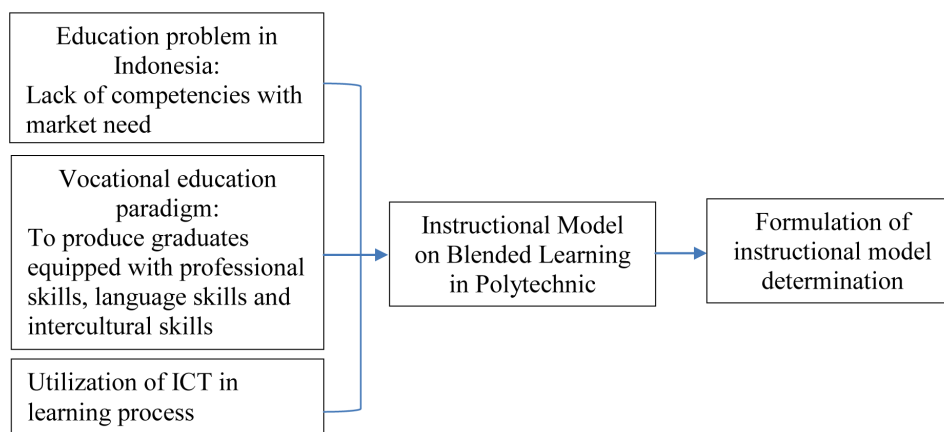 Education problem in
Indonesia:
Lack of competencies with
market need
Vocational education
paradigm:
To produce graduates
equipped with professional
skills, language skills and
intercultural skills
Utilization of ICT in
learning process
Instructional Model
on Blended Learning
in Polytechnic
Formulation of
instructional model
determination